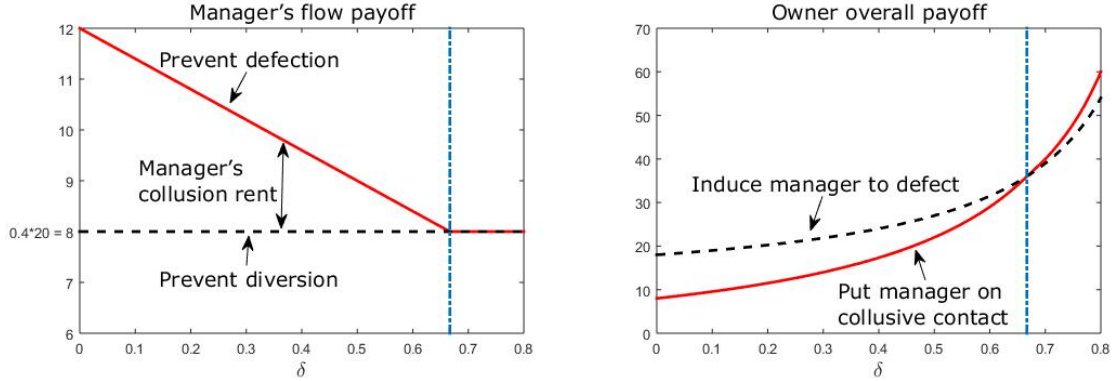 Manager's flow payoff
12
11
10
9
0.4*20 = 8
7
6
Prevent defection
Manager's
collusion rent
Prevent diversion
0 0.1 0.2 0.3 0.4 0.5 0.6 0.7 0.8
δ
Owner overall payoff
70
60
50
40
30
20
10
0
Induce manager to defect
Put manager on
collusive contact
0 0.1 0.2 0.3 0.4 0.5 0.6 0.7 0.8
δ